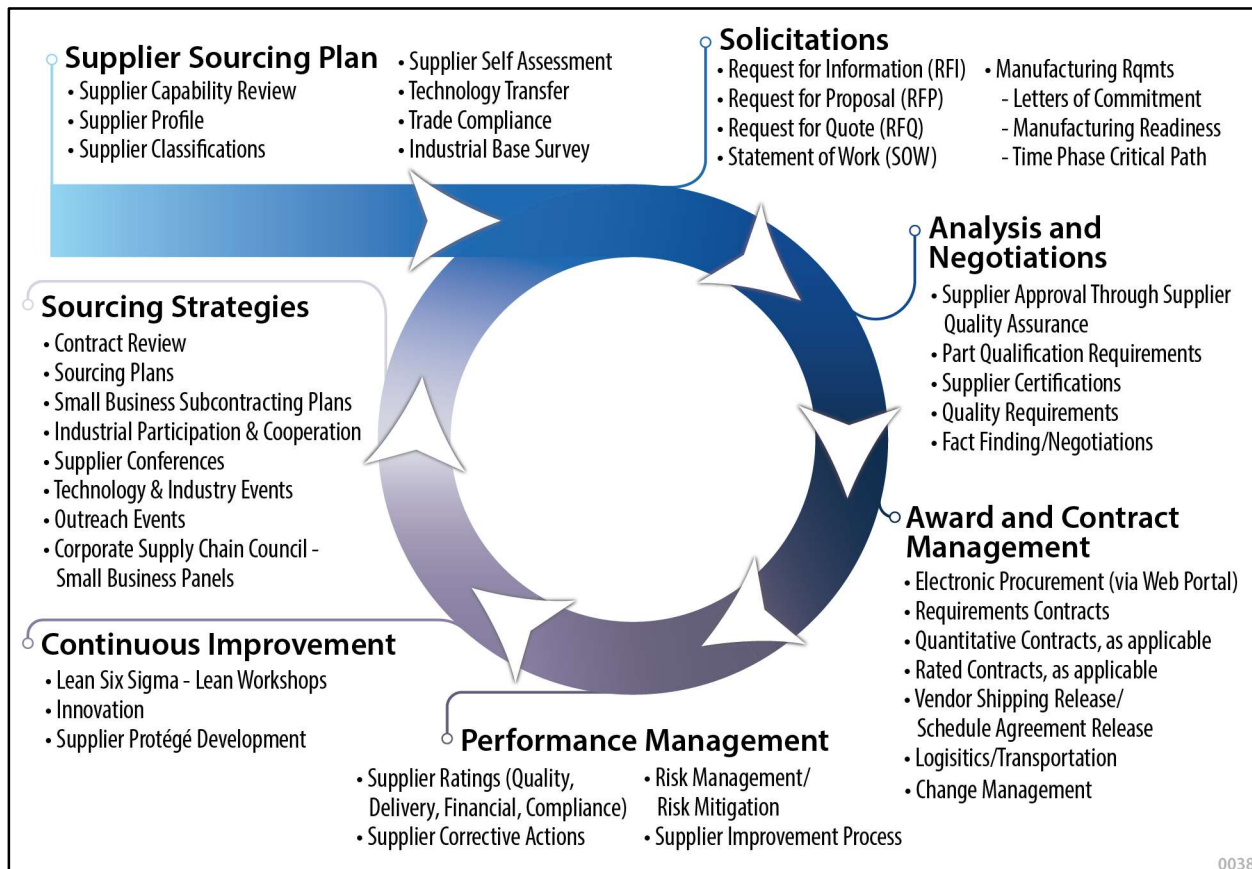 Supplier Sourcing Plan
• Supplier Capability Review
• Supplier Profile
• Supplier Classifications
• Supplier Self Assessment
• Technology Transfer
• Trade Compliance
• Industrial Base Survey
Solicitations
• Request for Information (RFI)
• Request for Proposal (RFP)
• Request for Quote (RFQ)
• Statement of Work (SOW)
• Manufacturing Rqmts
- Letters of Commitment
- Manufacturing Readiness
- Time Phase Critical Path
Analysis and
Negotiations
• Supplier Approval Through Supplier
Quality Assurance
• Part Qualification Requirements
• Supplier Certifications
• Quality Requirements
• Fact Finding/Negotiations
Award and Contract
Management
• Electronic Procurement (via Web Portal)
• Requirements Contracts
• Quantitative Contracts, as applicable
• Rated Contracts, as applicable
• Vendor Shipping Release/
Schedule Agreement Release
• Logisitics/Transportation
• Change Management
Performance Management
• Supplier Ratings (Quality,
Delivery, Financial, Compliance)
• Supplier Corrective Actions
• Risk Management/
Risk Mitigation
• Supplier Improvement Process
Continuous Improvement
• Lean Six Sigma - Lean Workshops
• Innovation
• Supplier Protégé Development
Sourcing Strategies
• Contract Review
• Sourcing Plans
• Small Business Subcontracting Plans
• Industrial Participation & Cooperation
• Supplier Conferences
• Technology & Industry Events
• Outreach Events
• Corporate Supply Chain Council -
Small Business Panels
0038